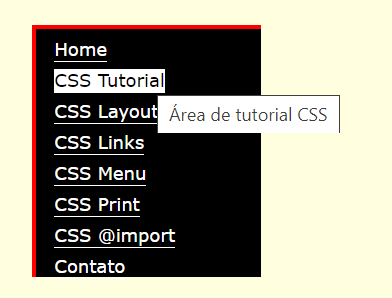 Home
CSS Tutorial
CSS Layout
Área de tutorial CSS
CSS Links
CSS Menu
CSS Print
CSS @import
Contato